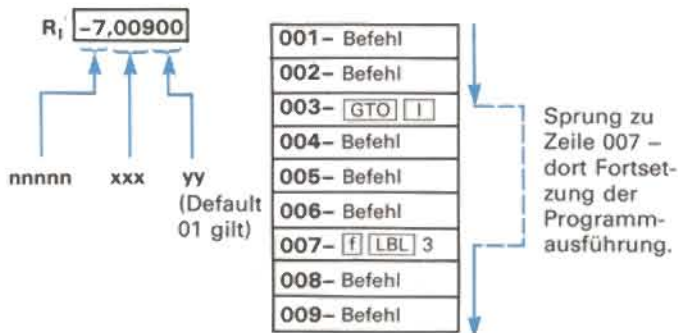 R_I -7,00900
nnnnn xxx yy
(Default
01 gilt)
001– Befehl
002– Befehl
003– GTO I
004– Befehl
005– Befehl
006– Befehl
007– f LBL 3
008– Befehl
009– Befehl
Sprung zu
Zeile 007 –
dort Fortset-
zung der
Programm-
ausführung.